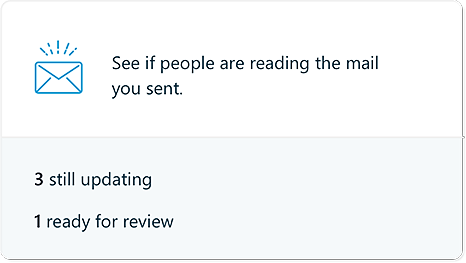 See if people are reading the mail
you sent.
3 still updating
1 ready for review